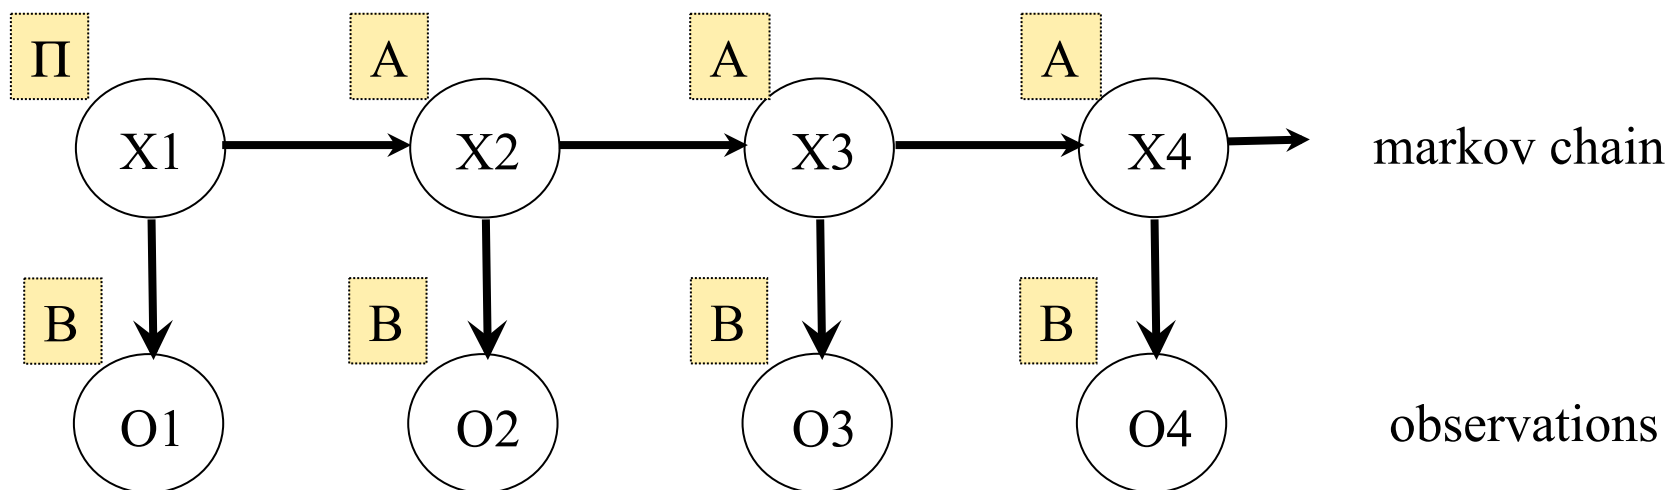 Π A A A
X1 X2 X3 X4 markov chain
B B B B
O1 O2 O3 O4 observations